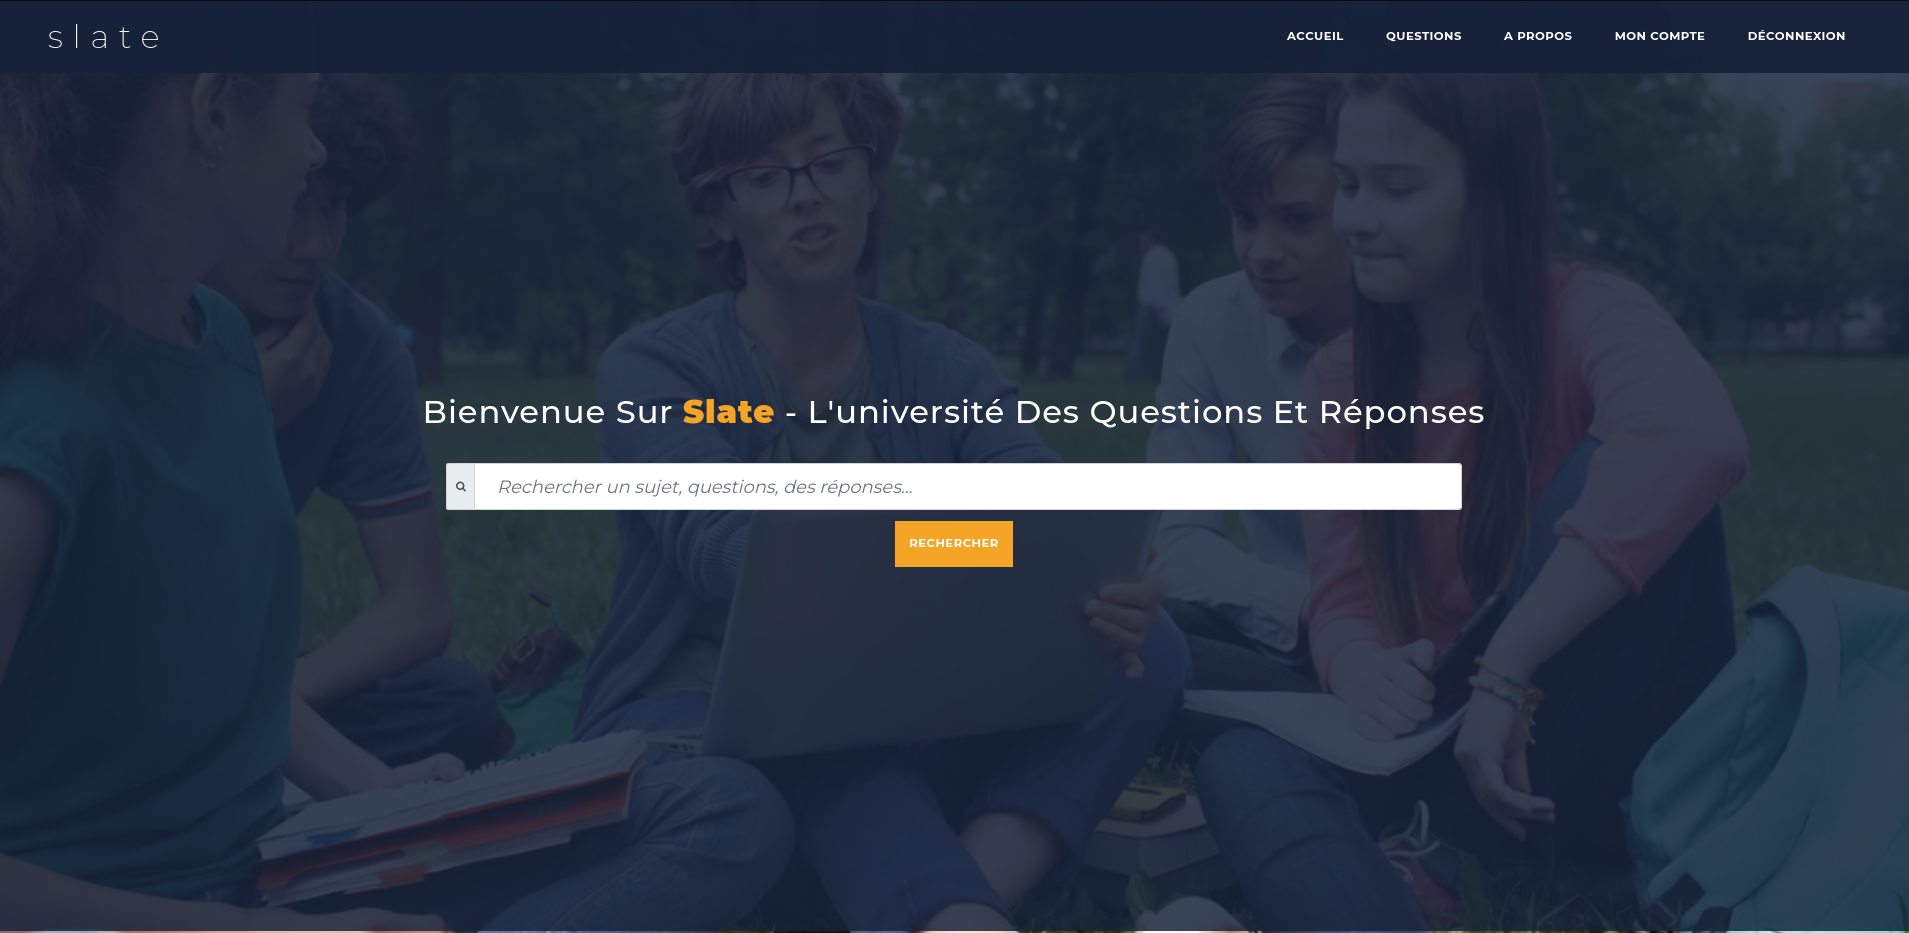 slate
ACCUEIL QUESTIONS A PROPOS MON COMPTE DÉCONNEXION
Bienvenue Sur Slate - L'université Des Questions Et Réponses
Rechercher un sujet, questions, des réponses...
RECHERCHER